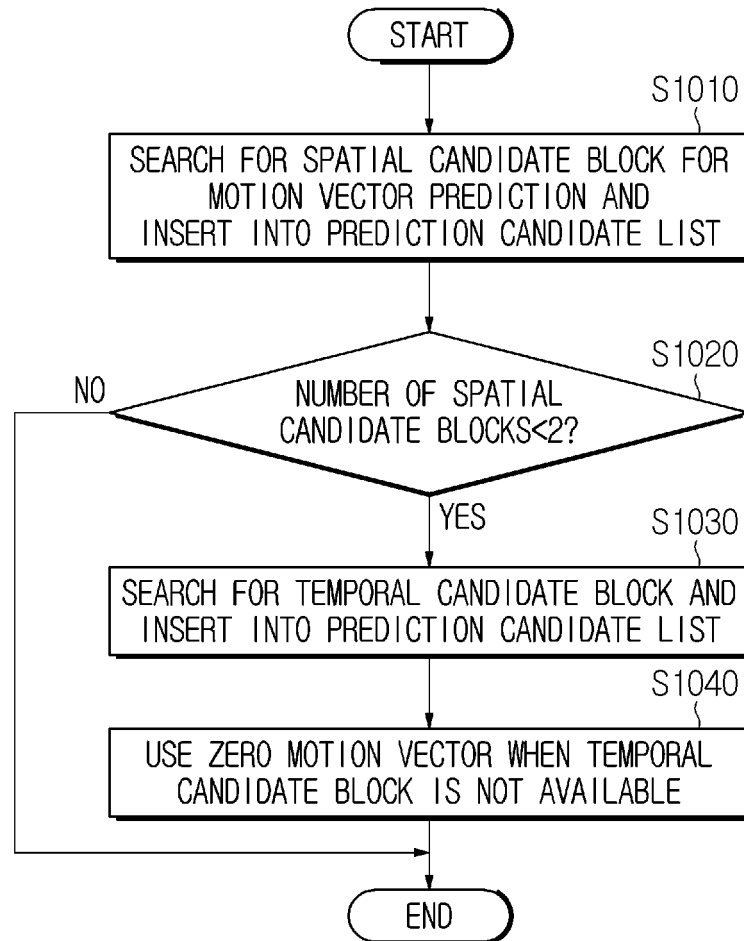 START
S1010
SEARCH FOR SPATIAL CANDIDATE BLOCK FOR
MOTION VECTOR PREDICTION AND
INSERT INTO PREDICTION CANDIDATE LIST
S1020
NO
NUMBER OF SPATIAL
CANDIDATE BLOCKS<2?
YES
S1030
SEARCH FOR TEMPORAL CANDIDATE BLOCK AND
INSERT INTO PREDICTION CANDIDATE LIST
S1040
USE ZERO MOTION VECTOR WHEN TEMPORAL
CANDIDATE BLOCK IS NOT AVAILABLE
END